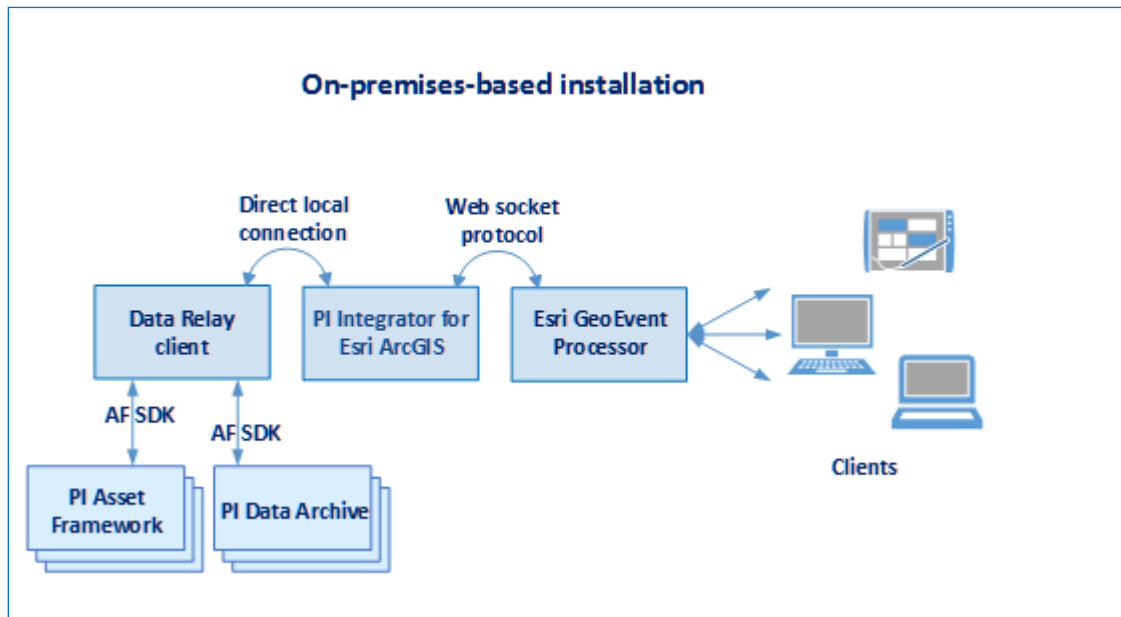 On-premises-based installation
Direct local
connection
Web socket
protocol
Data Relay
client
PI Integrator for
Esri ArcGIS
Esri GeoEvent
Processor
AF SDK
AF SDK
PI Asset
Framework
PI Data Archive
Clients